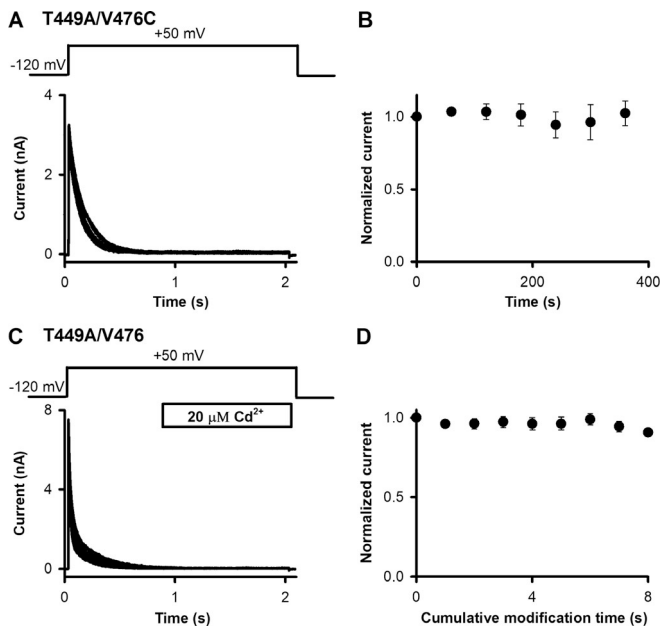 A T449A/V476C
+50 mV
-120 mV
4
2
0
Current (nA)
0 1 2
Time (s)
B
1.0
0.5
0.0
Normalized current
0 200 400
Time (s)
C T449A/V476
+50 mV
-120 mV
20 μM Cd²⁺
8
4
0
Current (nA)
0 1 2
Time (s)
D
1.0
0.5
0.0
Normalized current
0 4 8
Cumulative modification time (s)